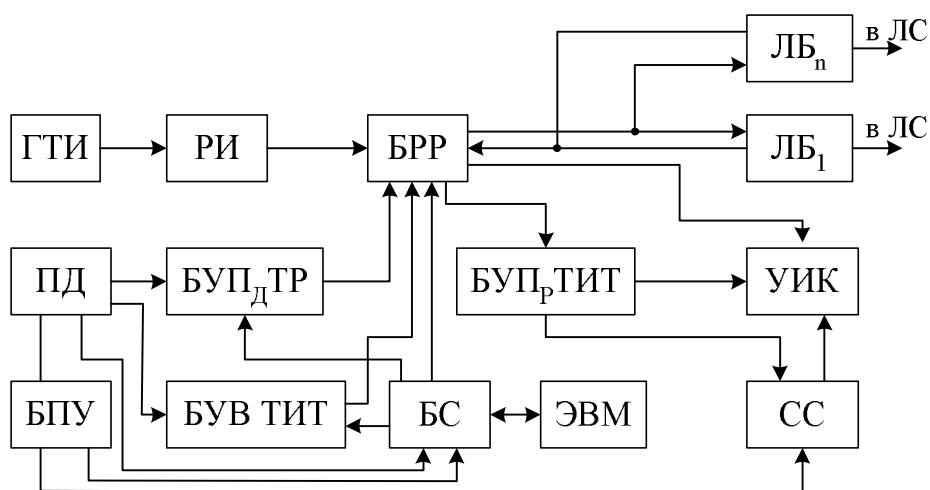 ЛБn
в ЛС
ГТИ
РИ
БРР
ЛБ1
в ЛС
ПД
БУПДТР
БУПРТИТ
УИК
БПУ
БУВ ТИТ
БС
ЭВМ
СС